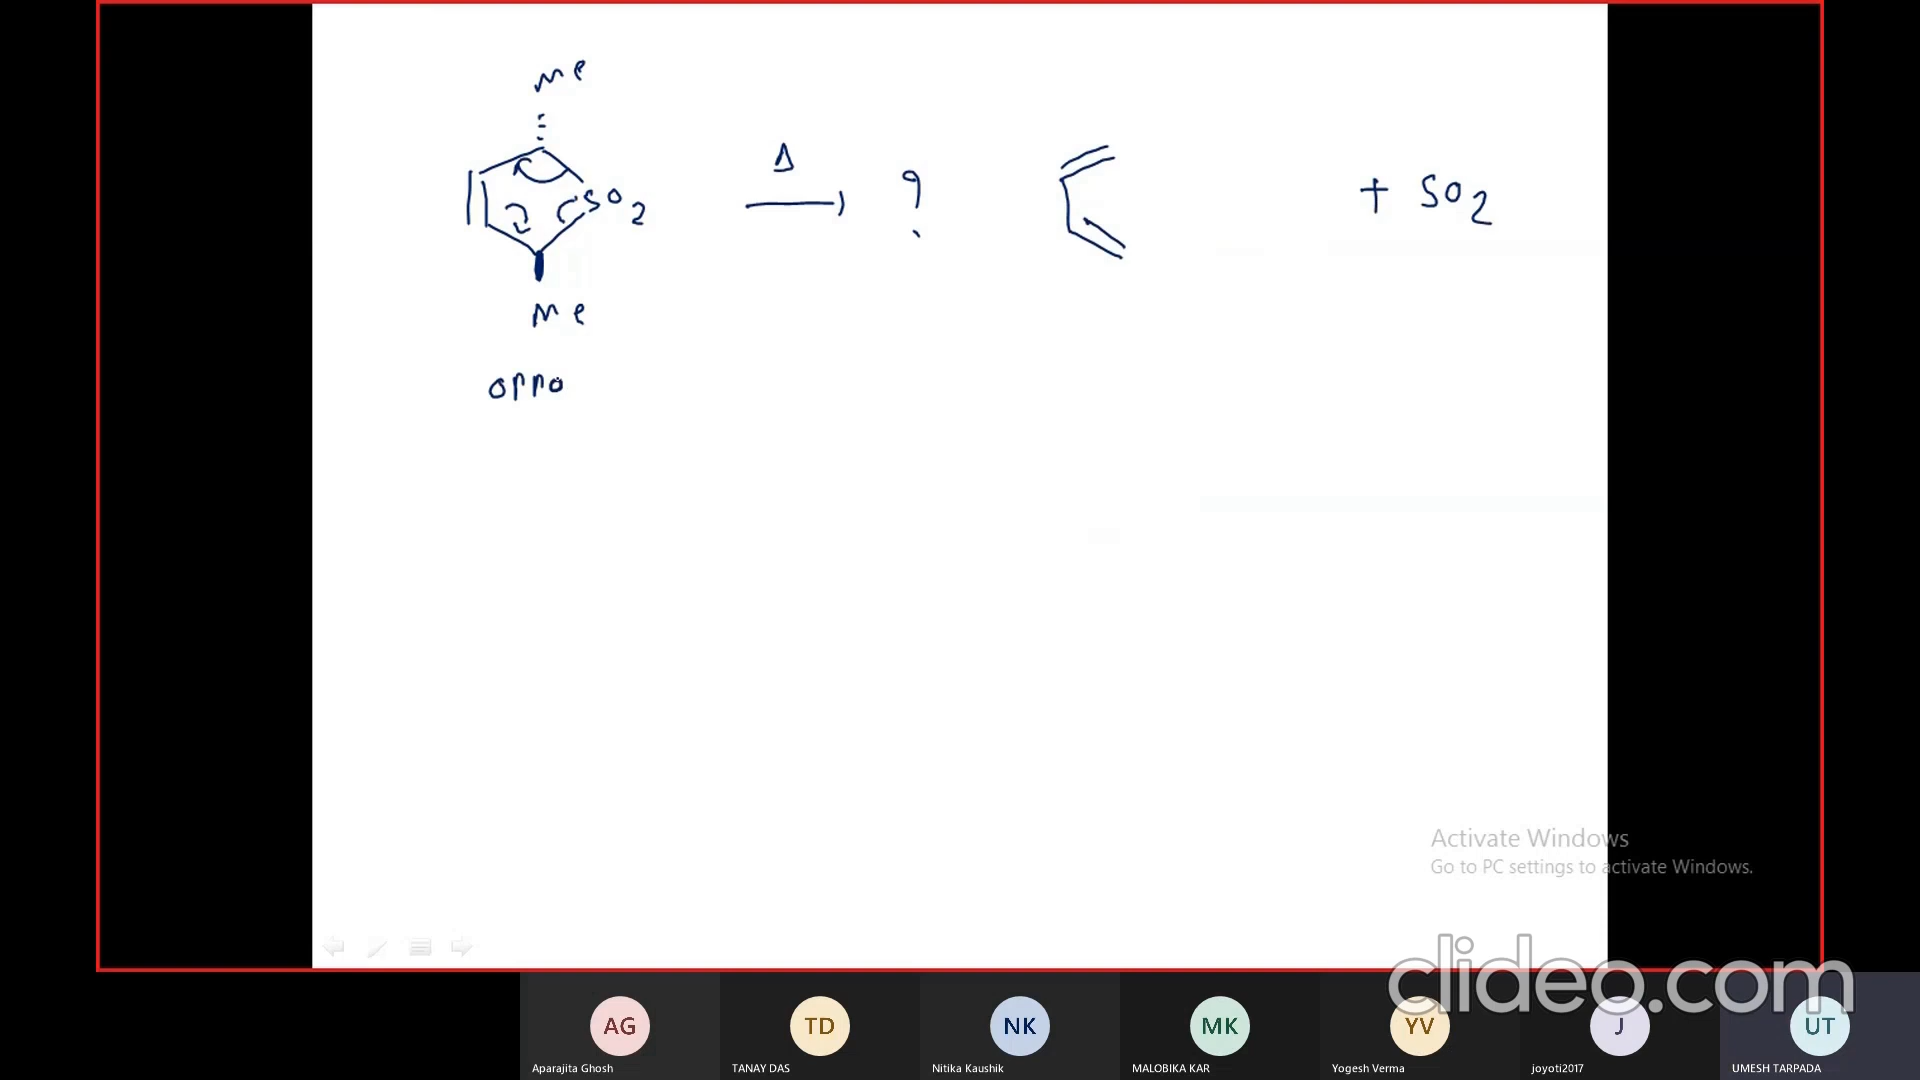 Me
SO2
Δ
?
+ SO2
Me
oppo
Activate Windows
Go to PC settings to activate Windows.
clideo.com
AG
TD
NK
MK
YV
J
UT
Aparajita Ghosh
TANAY DAS
Nitika Kaushik
MALOBIKA KAR
Yogesh Verma
joyoti2017
UMESH TARPADA